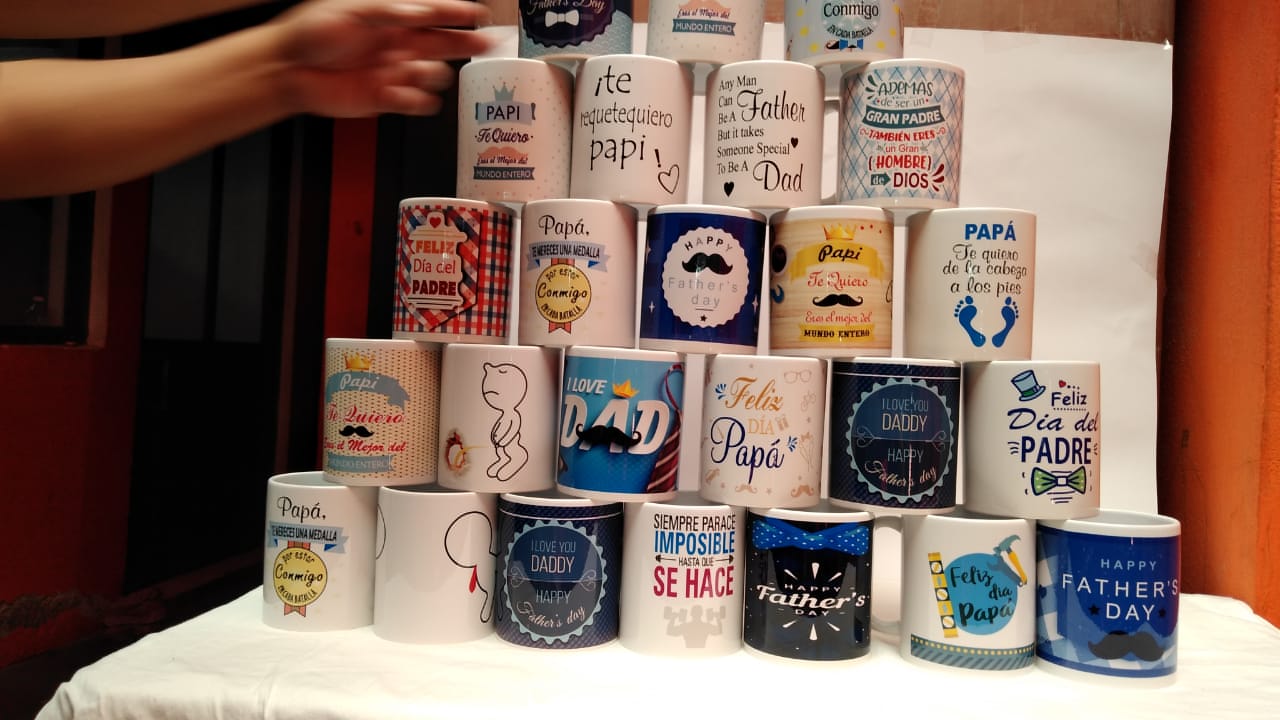 Father's Day
Eres el Mejor del
MUNDO ENTERO
Conmigo
EN CADA BATALLA
PAPI
Te Quiero
Eres el Mejor del
MUNDO ENTERO
¡te
requetequiero
papi !
Any Man
Can Father
Be A
But it takes
Someone Special
To Be A Dad
ADEMÁS
de ser un
GRAN PADRE
TAMBIÉN ERES
un Gran
(HOMBRE)
de DIOS
FELIZ
Día del
PADRE
Papá,
TE MERECES UNA MEDALLA
por estar
Conmigo
EN CADA BATALLA
HAPPY
Father's
day
Papi
Te Quiero
Eres el mejor del
MUNDO ENTERO
PAPÁ
Te quiero
de la cabeza
a los pies
Papi
Te Quiero
Eres el Mejor del
MUNDO ENTERO
I LOVE
DAD
Feliz
DÍA
Papá
I LOVE YOU
DADDY
HAPPY
Father's day
Feliz
Día del
PADRE
Papá,
TE MERECES UNA MEDALLA
por estar
Conmigo
EN CADA BATALLA
I LOVE YOU
DADDY
HAPPY
Father's day
SIEMPRE PARACE
IMPOSIBLE
HASTA QUE
SE HACE
HAPPY
Father's
DAY
Feliz
día
Papá
HAPPY
FATHER'S
DAY